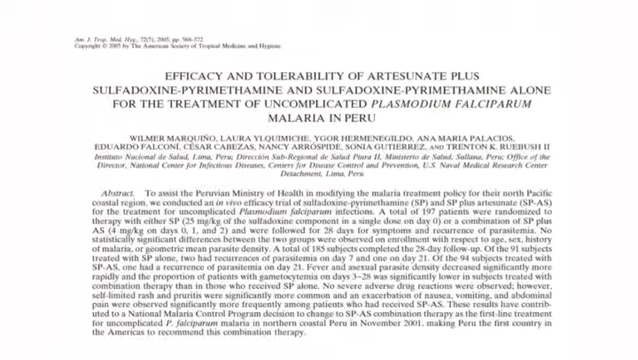 Am. J. Trop. Med. Hyg., 72(5), 2005, pp. 568-572
Copyright © 2005 by The American Society of Tropical Medicine and Hygiene
EFFICACY AND TOLERABILITY OF ARTESUNATE PLUS
SULFADOXINE-PYRIMETHAMINE AND SULFADOXINE-PYRIMETHAMINE ALONE
FOR THE TREATMENT OF UNCOMPLICATED PLASMODIUM FALCIPARUM
MALARIA IN PERU
WILMER MARQUIÑO, LAURA YLQUIMICHE, YGOR HERMENEGILDO, ANA MARIA PALACIOS,
EDUARDO FALCONÍ, CÉSAR CABEZAS, NANCY ARRÓSPIDE, SONIA GUTIERREZ, AND TRENTON K. RUEBUSH II
Instituto Nacional de Salud, Lima, Peru; Dirección Sub-Regional de Salud Piura II, Ministerio de Salud, Sullana, Peru; Office of the
Director, National Center for Infectious Diseases, Centers for Disease Control and Prevention, U.S. Naval Medical Research Center
Detachment, Lima, Peru
Abstract. To assist the Peruvian Ministry of Health in modifying the malaria treatment policy for their north Pacific
coastal region, we conducted an in vivo efficacy trial of sulfadoxine-pyrimethamine (SP) and SP plus artesunate (SP-AS)
for the treatment of uncomplicated Plasmodium falciparum infections. A total of 197 patients were randomized to
therapy with either SP (25 mg/kg of the sulfadoxine component in a single dose on day 0) or a combination of SP plus
AS (4 mg/kg on days 0, 1, and 2) and were followed for 28 days for symptoms and recurrence of parasitemia. No
statistically significant differences between the two groups were observed on enrollment with respect to age, sex, history
of malaria, or geometric mean parasite density. A total of 185 subjects completed the 28-day follow-up. Of the 91 subjects
treated with SP alone, two had recurrences of parasitemia on day 7 and one on day 21. Of the 94 subjects treated with
SP-AS, one had a recurrence of parasitemia on day 21. Fever and asexual parasite density decreased significantly more
rapidly and the proportion of patients with gametocytemia on days 3–28 was significantly lower in subjects treated with
combination therapy than in those who received SP alone. No severe adverse drug reactions were observed; however,
self-limited rash and pruritis were significantly more common and an exacerbation of nausea, vomiting, and abdominal
pain were observed significantly more frequently among patients who had received SP-AS. These results have contrib-
uted to a National Malaria Control Program decision to change to SP-AS combination therapy as the first-line treatment
for uncomplicated P. falciparum malaria in northern coastal Peru in November 2001, making Peru the first country in
the Americas to recommend this combination therapy.